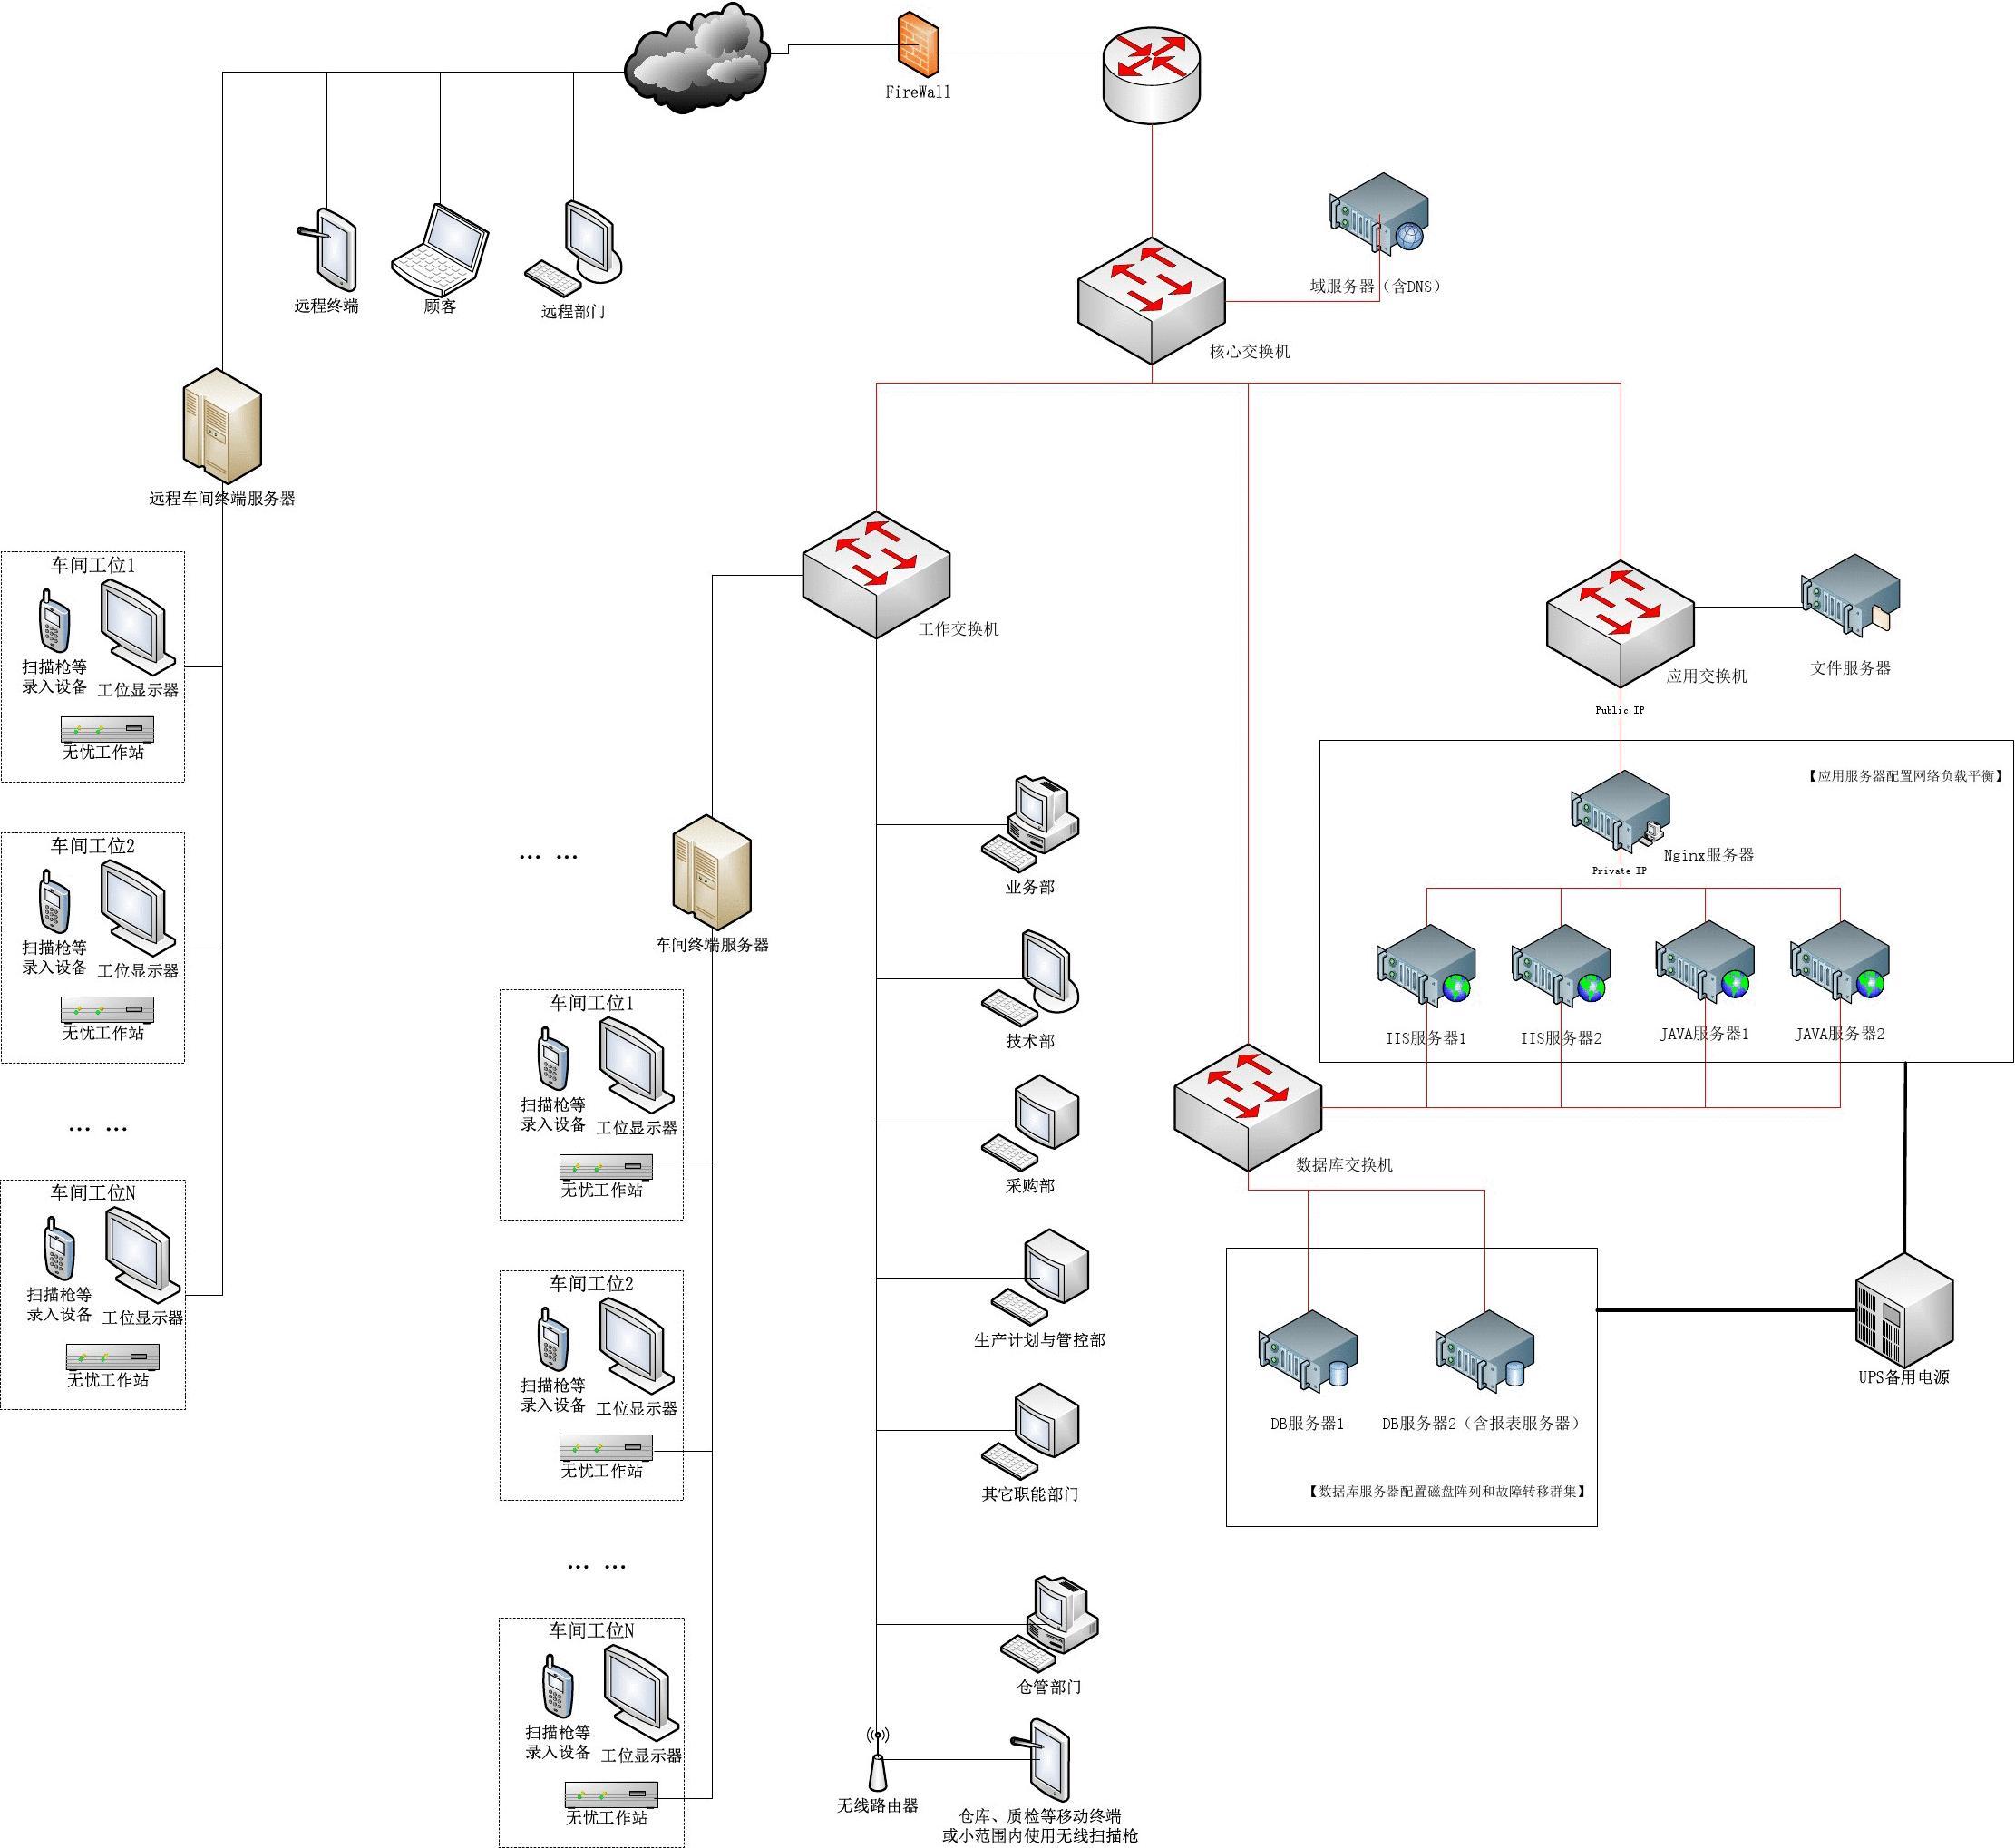 FireWall
远程终端
顾客
远程部门
域服务器（含DNS）
核心交换机
远程车间终端服务器
车间工位1
扫描枪等
录入设备
工位显示器
无忧工作站
车间工位2
扫描枪等
录入设备
工位显示器
无忧工作站
... ...
车间工位N
扫描枪等
录入设备
工位显示器
无忧工作站
工作交换机
... ...
车间终端服务器
车间工位1
扫描枪等
录入设备
工位显示器
无忧工作站
车间工位2
扫描枪等
录入设备
工位显示器
无忧工作站
... ...
车间工位N
扫描枪等
录入设备
工位显示器
无忧工作站
业务部
技术部
采购部
生产计划与管控部
其它职能部门
仓管部门
无线路由器
仓库、质检等移动终端
或小范围内使用无线扫描枪
应用交换机
文件服务器
Public IP
【应用服务器配置网络负载平衡】
Nginx服务器
Private IP
IIS服务器1
IIS服务器2
JAVA服务器1
JAVA服务器2
数据库交换机
DB服务器1
DB服务器2（含报表服务器）
【数据库服务器配置磁盘阵列和故障转移群集】
UPS备用电源